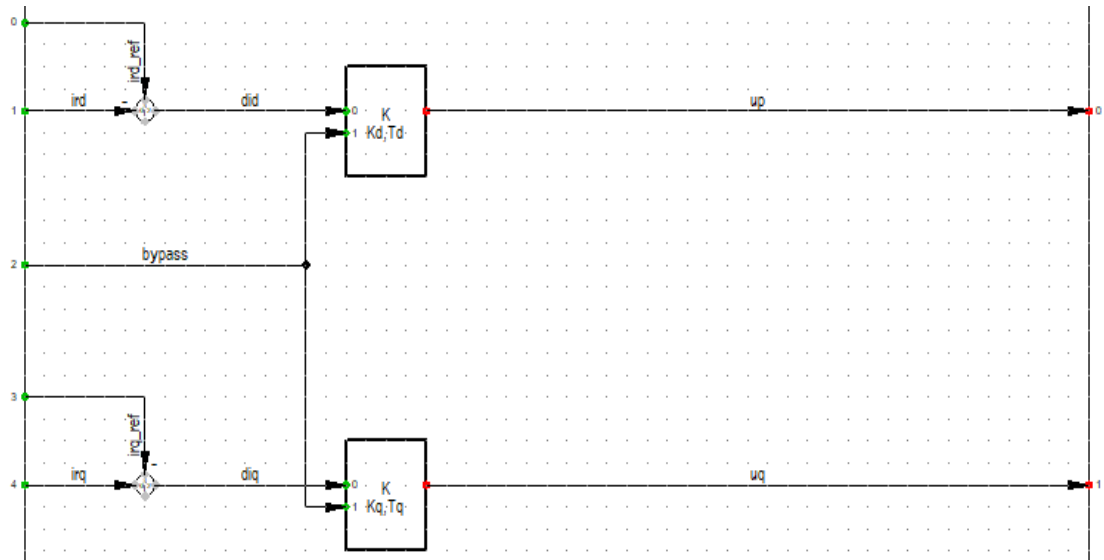 0
ird_ref
1 ird - did 0 K up 0
1 Kd,Td
2 bypass
3
irq_ref
4 irq - diq 0 K uq 1
1 Kq,Tq